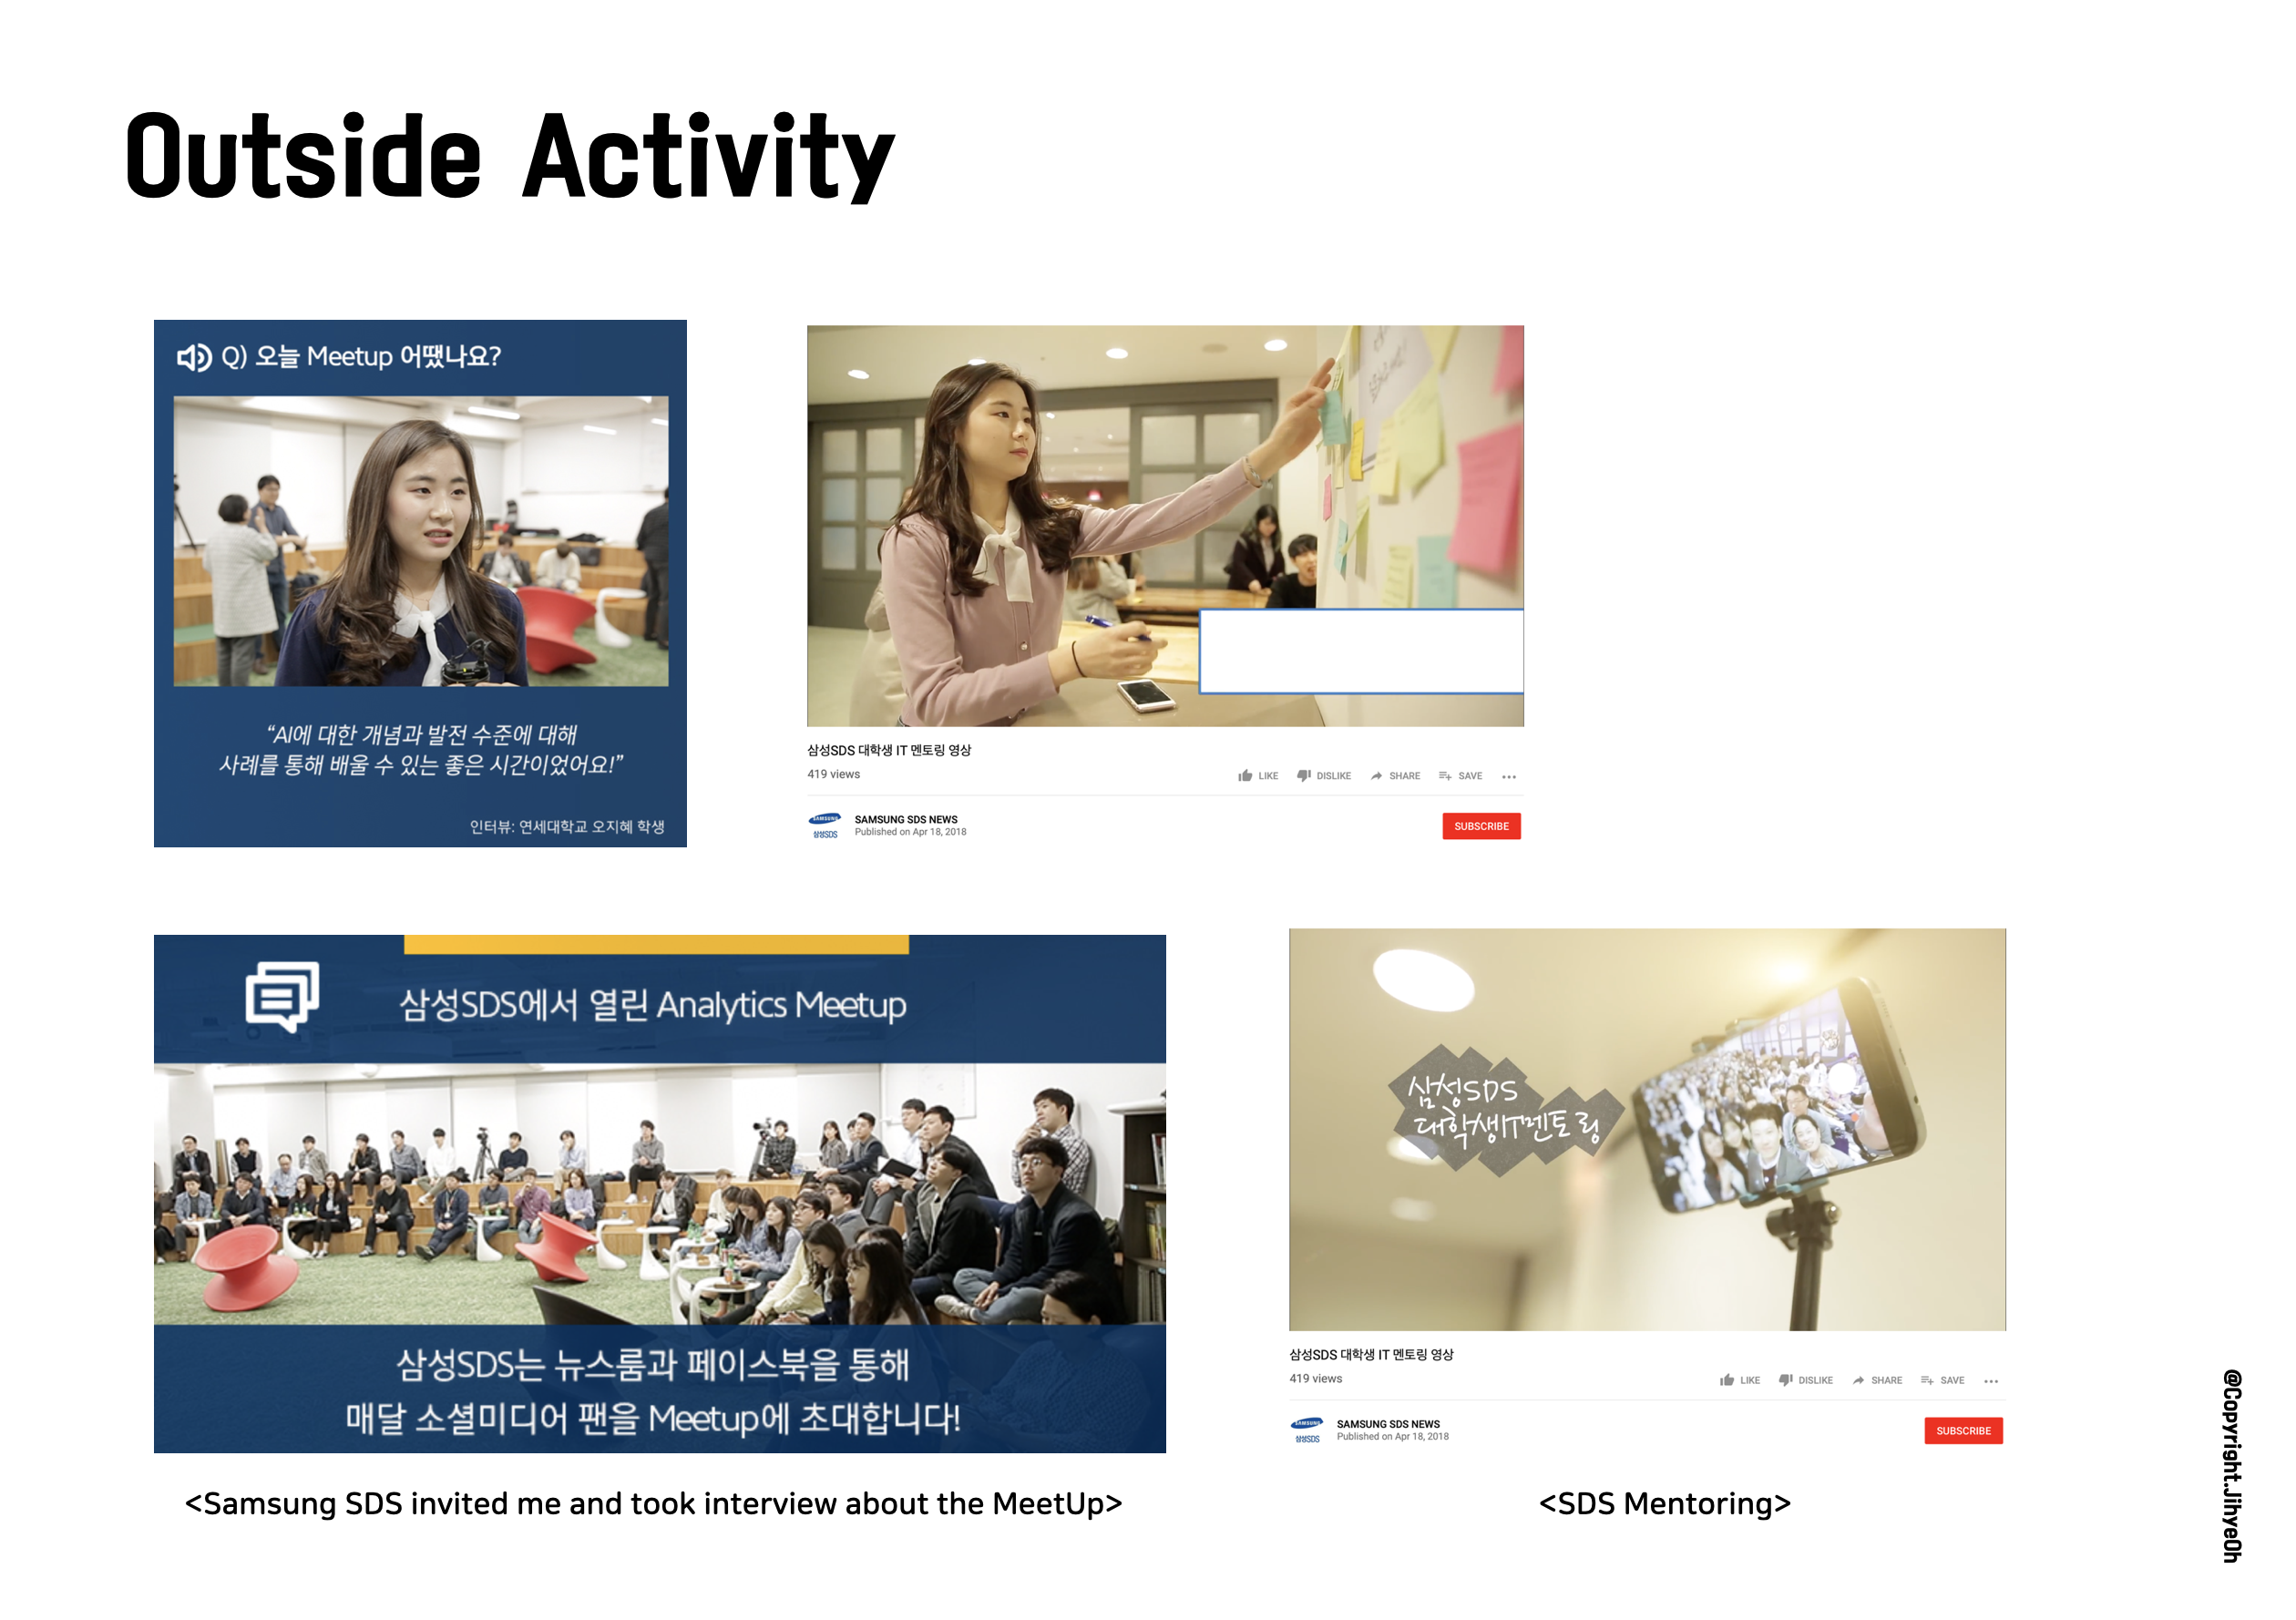 Outside Activity
Q) 오늘 Meetup 어땠나요?
“AI에 대한 개념과 발전 수준에 대해
사례를 통해 배울 수 있는 좋은 시간이었어요!”
인터뷰: 연세대학교 오지혜 학생
삼성SDS 대학생 IT 멘토링 영상
419 views
LIKE DISLIKE SHARE SAVE
SAMSUNG
삼성SDS
SAMSUNG SDS NEWS
Published on Apr 18, 2018
SUBSCRIBE
삼성SDS에서 열린 Analytics Meetup
삼성SDS는 뉴스룸과 페이스북을 통해
매달 소셜미디어 팬을 Meetup에 초대합니다!
<Samsung SDS invited me and took interview about the MeetUp>
삼성SDS
대학생IT멘토링
삼성SDS 대학생 IT 멘토링 영상
419 views
LIKE DISLIKE SHARE SAVE
SAMSUNG
삼성SDS
SAMSUNG SDS NEWS
Published on Apr 18, 2018
SUBSCRIBE
<SDS Mentoring>
@Copyright.JihyeOh